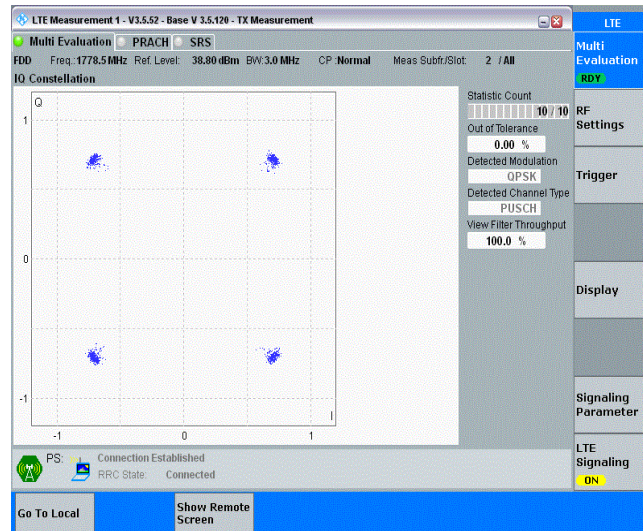 LTE Measurement 1 - V3.5.52 - Base V 3.5.120 - TX Measurement
LTE
Multi Evaluation PRACH SRS
Multi
Evaluation
RDY
FDD Freq.:1778.5 MHz Ref. Level: 38.80 dBm BW:3.0 MHz CP :Normal Meas Subfr./Slot: 2 / All
IQ Constellation
Q
1
0
-1
-1 0 1
I
Statistic Count
10 / 10
Out of Tolerance
0.00 %
Detected Modulation
QPSK
Detected Channel Type
PUSCH
View Filter Throughput
100.0 %
RF
Settings
Trigger
Display
Signaling
Parameter
LTE
Signaling
ON
PS: Connection Established
RRC State: Connected
Go To Local
Show Remote
Screen